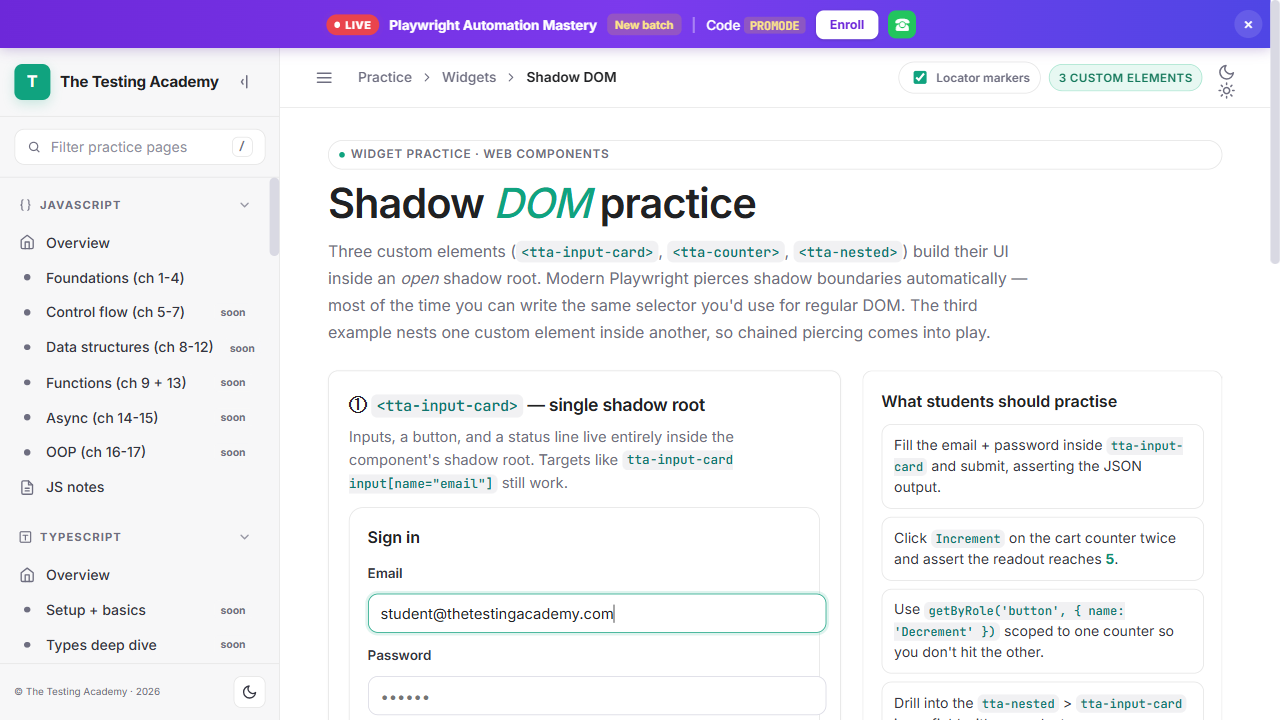 LIVE Playwright Automation Mastery New batch | Code PROMODE Enroll
The Testing Academy
Practice > Widgets > Shadow DOM
Locator markers
3 CUSTOM ELEMENTS
Filter practice pages /
JAVASCRIPT
Overview
Foundations (ch 1-4)
Control flow (ch 5-7) soon
Data structures (ch 8-12) soon
Functions (ch 9 + 13) soon
Async (ch 14-15) soon
OOP (ch 16-17) soon
JS notes
TYPESCRIPT
Overview
Setup + basics soon
Types deep dive soon
© The Testing Academy · 2026
WIDGET PRACTICE · WEB COMPONENTS
Shadow DOM practice
Three custom elements (<tta-input-card>, <tta-counter>, <tta-nested>) build their UI
inside an open shadow root. Modern Playwright pierces shadow boundaries automatically —
most of the time you can write the same selector you'd use for regular DOM. The third
example nests one custom element inside another, so chained piercing comes into play.
① <tta-input-card> — single shadow root
Inputs, a button, and a status line live entirely inside the
component's shadow root. Targets like tta-input-card
input[name="email"] still work.
Sign in
Email
student@thetestingacademy.com
Password
What students should practise
Fill the email + password inside tta-input-
card and submit, asserting the JSON
output.
Click Increment on the cart counter twice
and assert the readout reaches 5.
Use getByRole('button', { name:
'Decrement' }) scoped to one counter so
you don't hit the other.
Drill into the tta-nested > tta-input-card